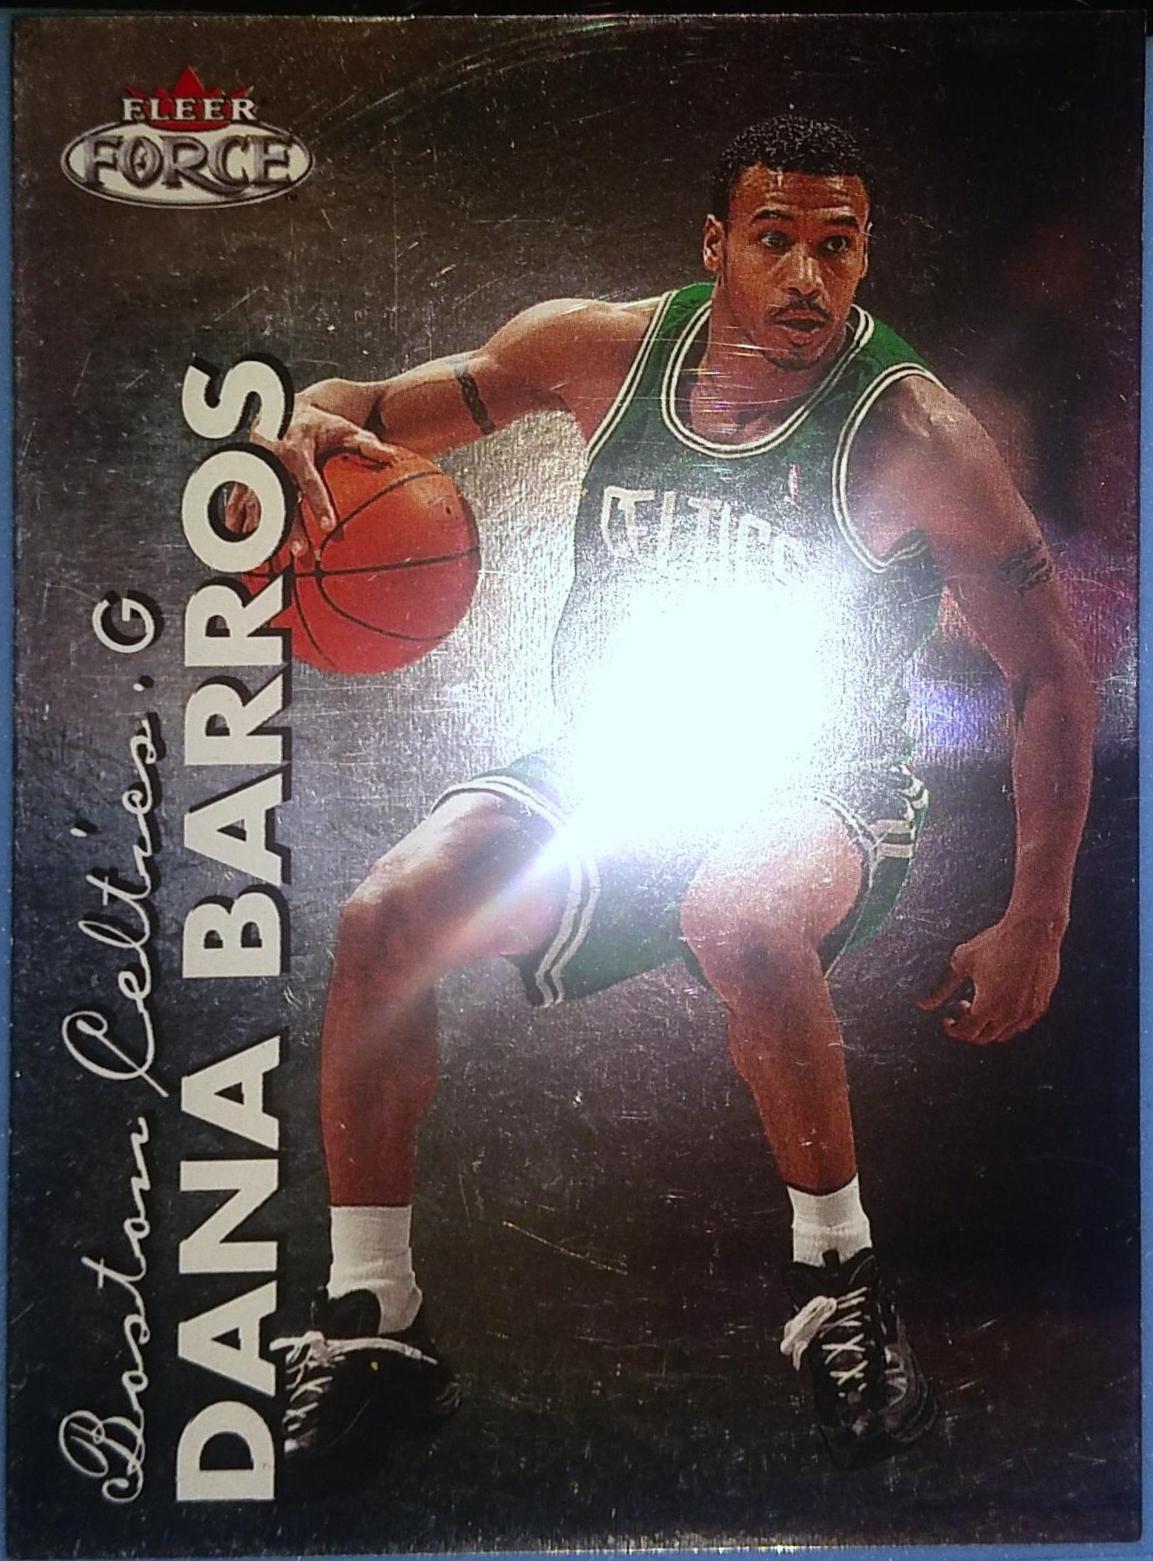 FLEER
FORCE
Boston Celtics. G
DANA BARROS
CELTICS